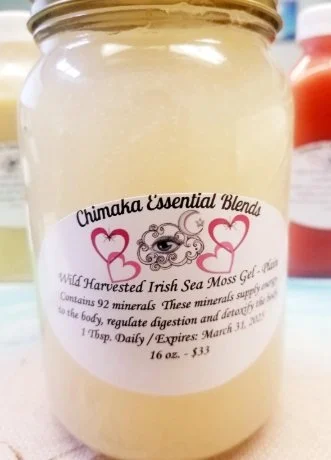 Chimaka Essential Blends
Wild Harvested Irish Sea Moss Gel - Plain
Contains 92 minerals These minerals supply energy
to the body, regulate digestion and detoxify the body
1 Tbsp. Daily / Expires: March 31, 2025
16 oz. - $33